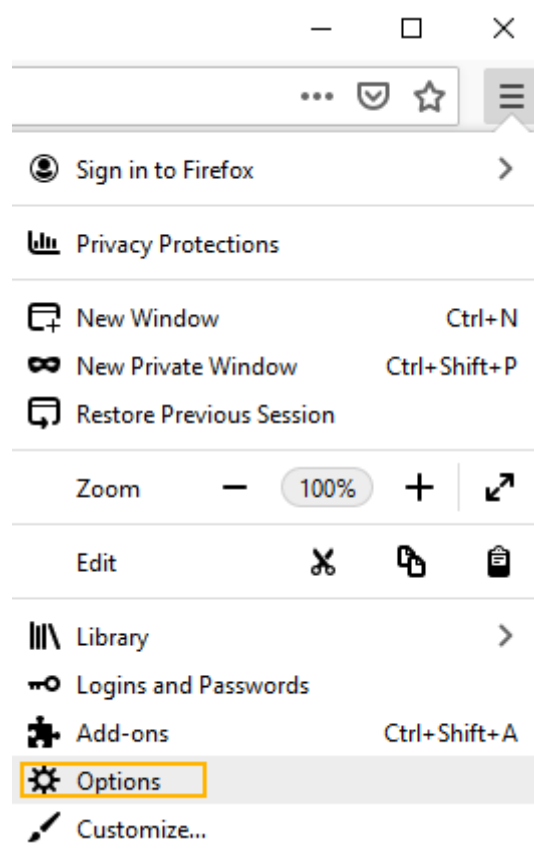 Sign in to Firefox
Privacy Protections
New Window Ctrl+N
New Private Window Ctrl+Shift+P
Restore Previous Session
Zoom 100%
Edit
Library
Logins and Passwords
Add-ons Ctrl+Shift+A
Options
Customize...